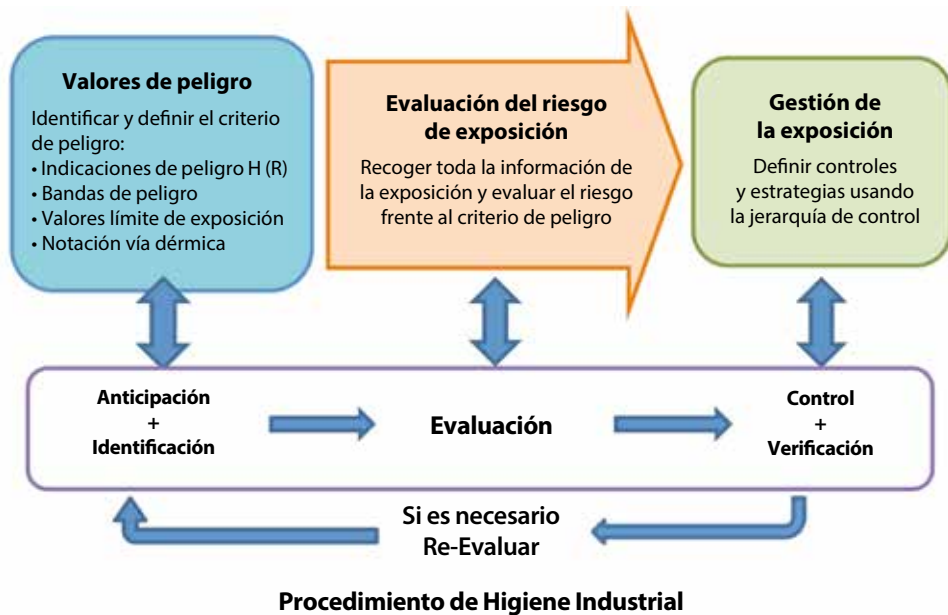 Valores de peligro
Identificar y definir el criterio
de peligro:
• Indicaciones de peligro H (R)
• Bandas de peligro
• Valores límite de exposición
• Notación vía dérmica
Evaluación del riesgo
de exposición
Recoger toda la información de
la exposición y evaluar el riesgo
frente al criterio de peligro
Gestión de
la exposición
Definir controles
y estrategias usando
la jerarquía de control
Anticipación
+
Identificación
Evaluación
Control
+
Verificación
Si es necesario
Re-Evaluar
Procedimiento de Higiene Industrial